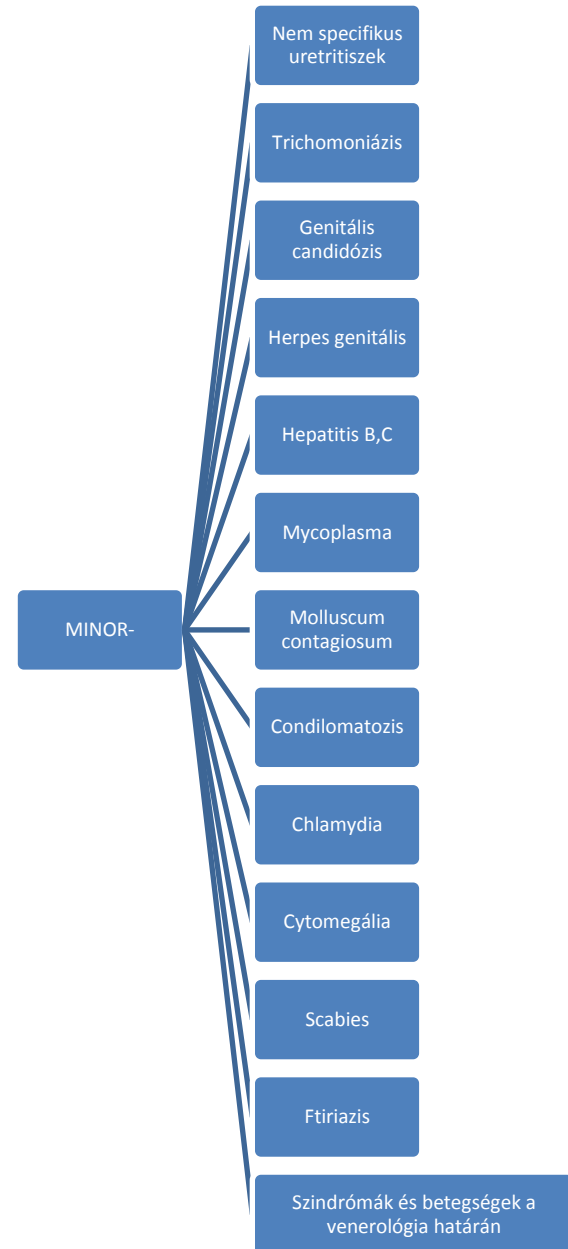 MINOR-
Nem specifikus
uretritiszek
Trichomoniázis
Genitális
candidózis
Herpes genitális
Hepatitis B,C
Mycoplasma
Molluscum
contagiosum
Condilomatozis
Chlamydia
Cytomegália
Scabies
Ftiriazis
Szindrómák és betegségek a
venerológia határán